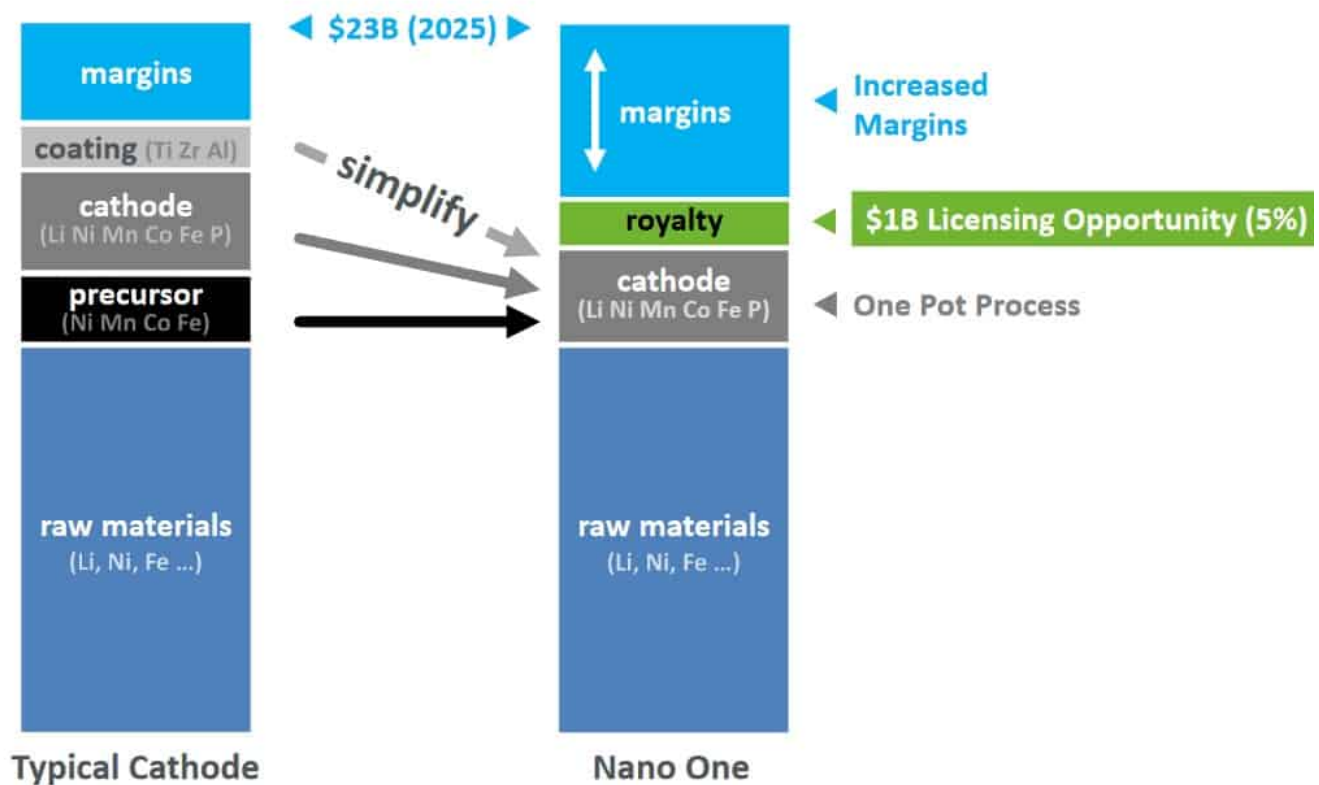 $23B (2025)
margins
coating (Ti Zr Al)
cathode
(Li Ni Mn Co Fe P)
precursor
(Ni Mn Co Fe)
raw materials
(Li, Ni, Fe ...)
Typical Cathode
simplify
margins
royalty
cathode
(Li Ni Mn Co Fe P)
raw materials
(Li, Ni, Fe ...)
Nano One
Increased
Margins
$1B Licensing Opportunity (5%)
One Pot Process